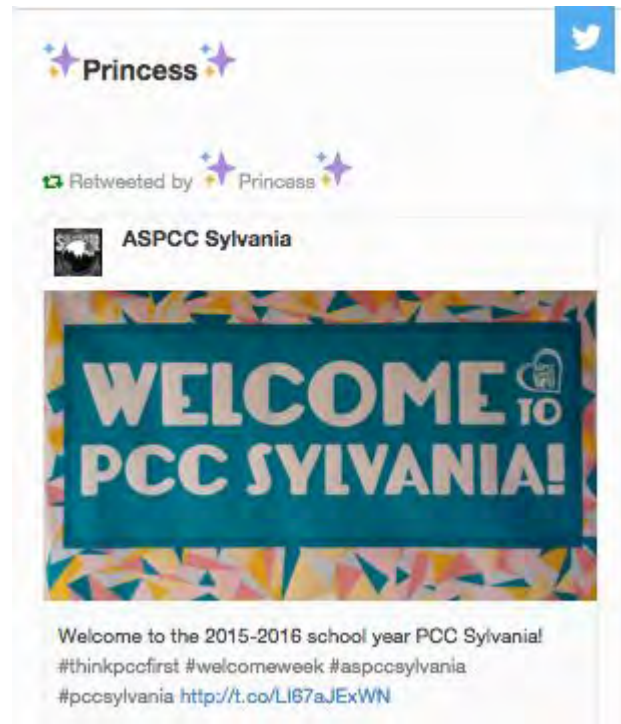 ✨Princess✨
Retweeted by ✨Princess✨
ASPCC Sylvania
WELCOME TO
PCC SYLVANIA!
Welcome to the 2015-2016 school year PCC Sylvania!
#thinkpccfirst #welcomeweek #aspccsylvania
#pccsylvania http://t.co/LI67aJExWN